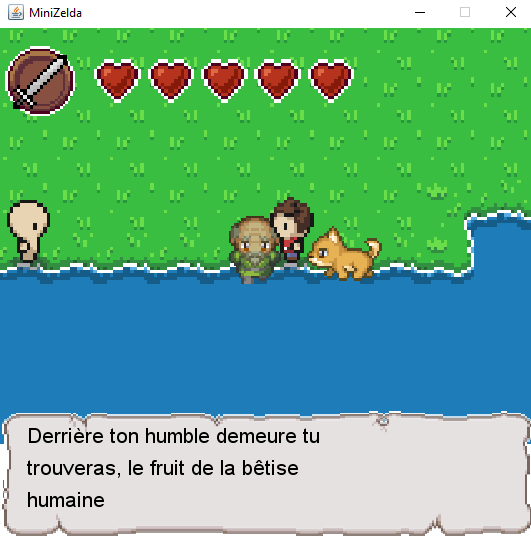 MiniZelda
Derrière ton humble demeure tu
trouveras, le fruit de la bêtise
humaine